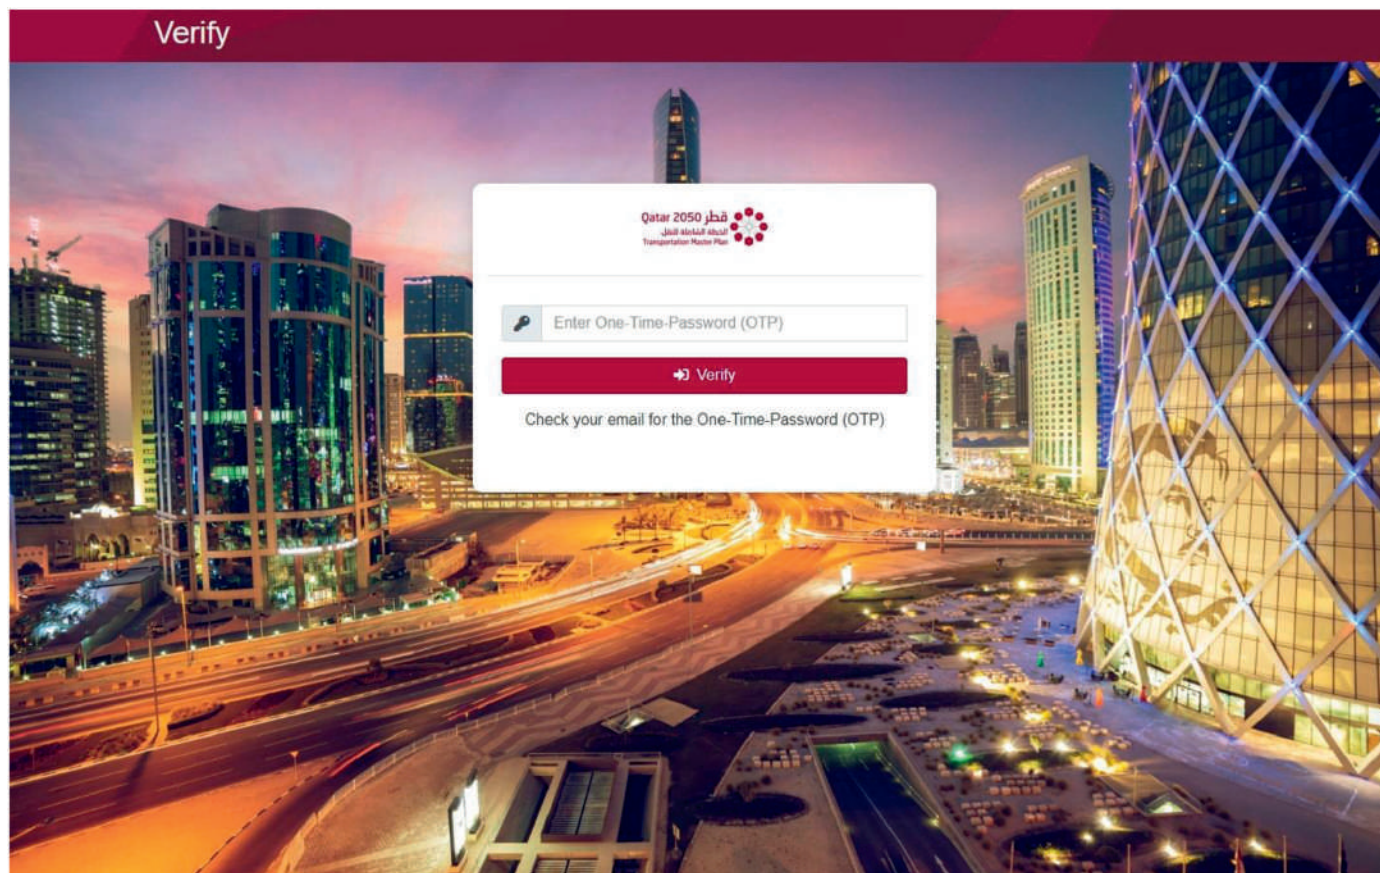 Verify
قطر Qatar 2050
الخطة الشاملة للنقل
Transportation Master Plan
Enter One-Time-Password (OTP)
Verify
Check your email for the One-Time-Password (OTP)